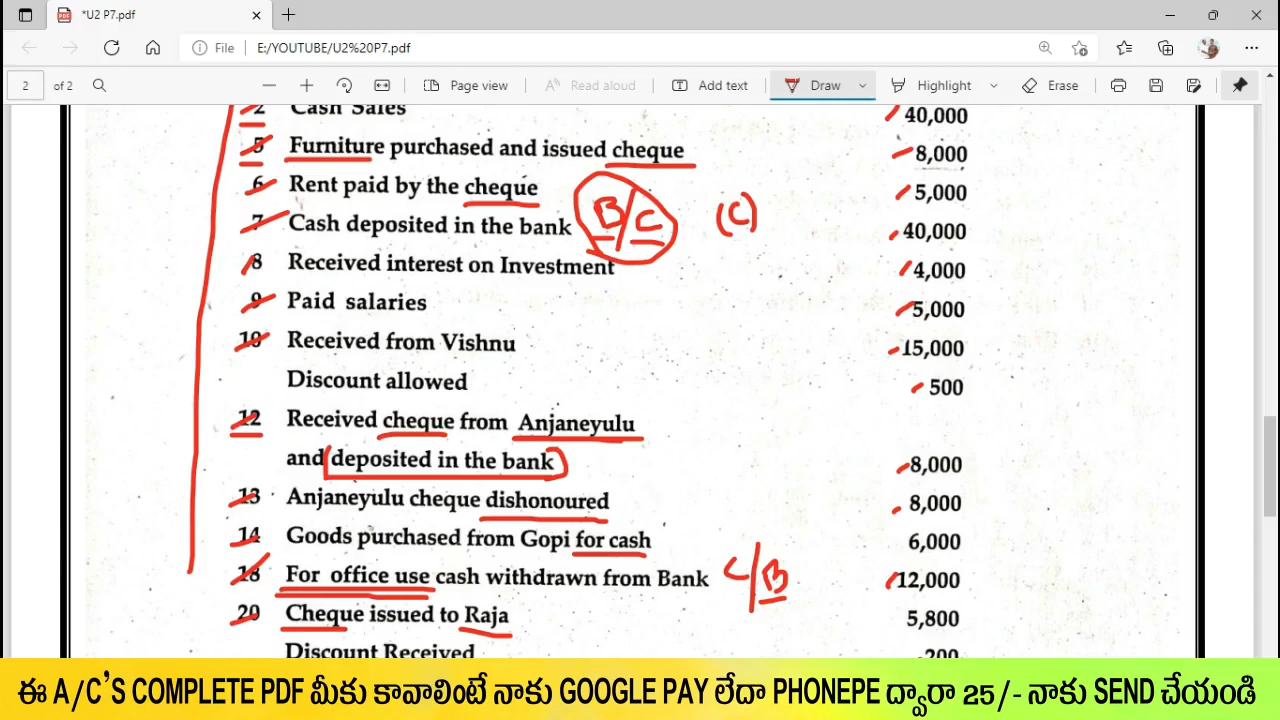 *U2 P7.pdf
File E:/YOUTUBE/U2%20P7.pdf
2 of 2 Page view Read aloud Add text Draw Highlight Erase
2 Cash Sales 40,000
5 Furniture purchased and issued cheque 8,000
6 Rent paid by the cheque 5,000
7 Cash deposited in the bank B/C (C) 40,000
8 Received interest on Investment 4,000
9 Paid salaries 5,000
10 Received from Vishnu 15,000
Discount allowed 500
12 Received cheque from Anjaneyulu
and deposited in the bank 8,000
13 Anjaneyulu cheque dishonoured 8,000
14 Goods purchased from Gopi for cash 6,000
18 For office use cash withdrawn from Bank C/B 12,000
20 Cheque issued to Raja 5,800
Discount Received 200
ఈ A/C'S COMPLETE PDF మీకు కావాలింటే నాకు GOOGLE PAY లేదా PHONEPE ద్వారా 25/- నాకు SEND చేయండి